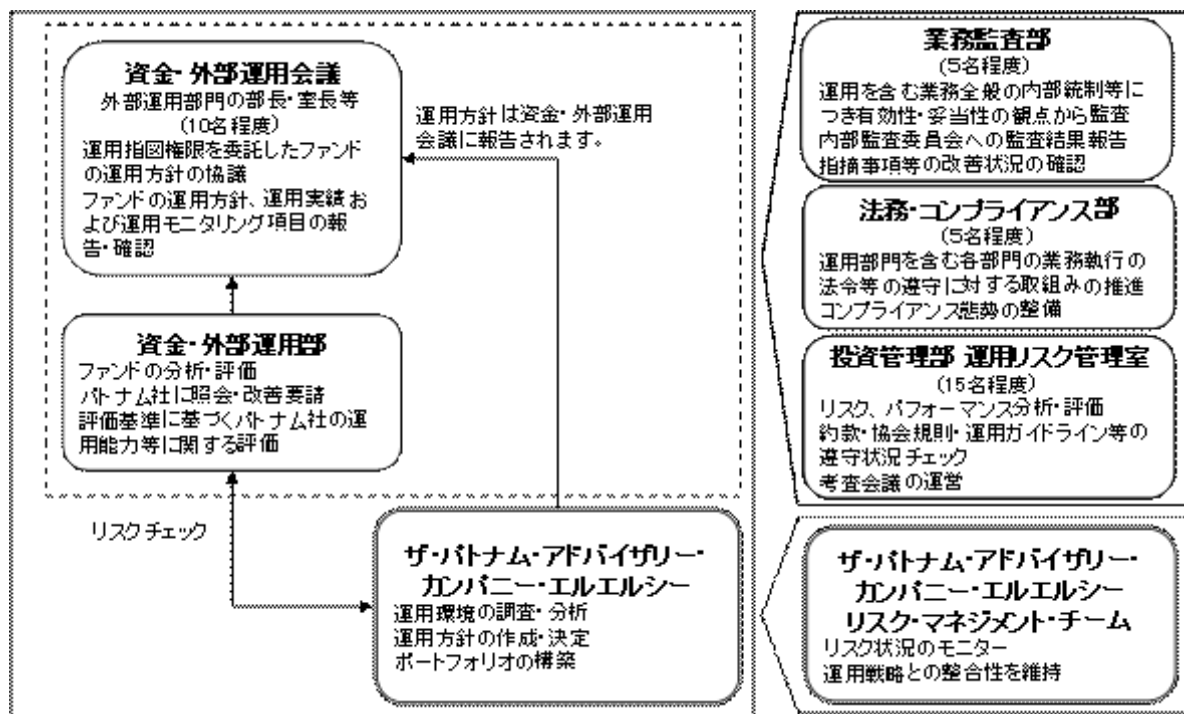 資金・外部運用会議
外部運用部門の部長・室長等
(10名程度)
運用指図権限を委託したファンド
の運用方針の協議
ファンドの運用方針、運用実績お
よび運用モニタリング項目の報
告・確認
運用方針は資金・外部運用
会議に報告されます。
資金・外部運用部
ファンドの分析・評価
パトナム社に照会・改善要請
評価基準に基づくパトナム社の運
用能力等に関する評価
リスクチェック
ザ・パトナム・アドバイザリー・
カンパニー・エルエルシー
運用環境の調査・分析
運用方針の作成・決定
ポートフォリオの構築
業務監査部
(5名程度)
運用を含む業務全般の内部統制等に
つき有効性・妥当性の観点から監査
内部監査委員会への監査結果報告
指摘事項等の改善状況の確認
法務・コンプライアンス部
(5名程度)
運用部門を含む各部門の業務執行の
法令等の遵守に対する取組みの推進
コンプライアンス態勢の整備
投資管理部 運用リスク管理室
(15名程度)
リスク、パフォーマンス分析・評価
約款・協会規則・運用ガイドライン等の
遵守状況チェック
考査会議の運営
ザ・パトナム・アドバイザリー・
カンパニー・エルエルシー
リスク・マネジメント・チーム
リスク状況のモニター
運用戦略との整合性を維持